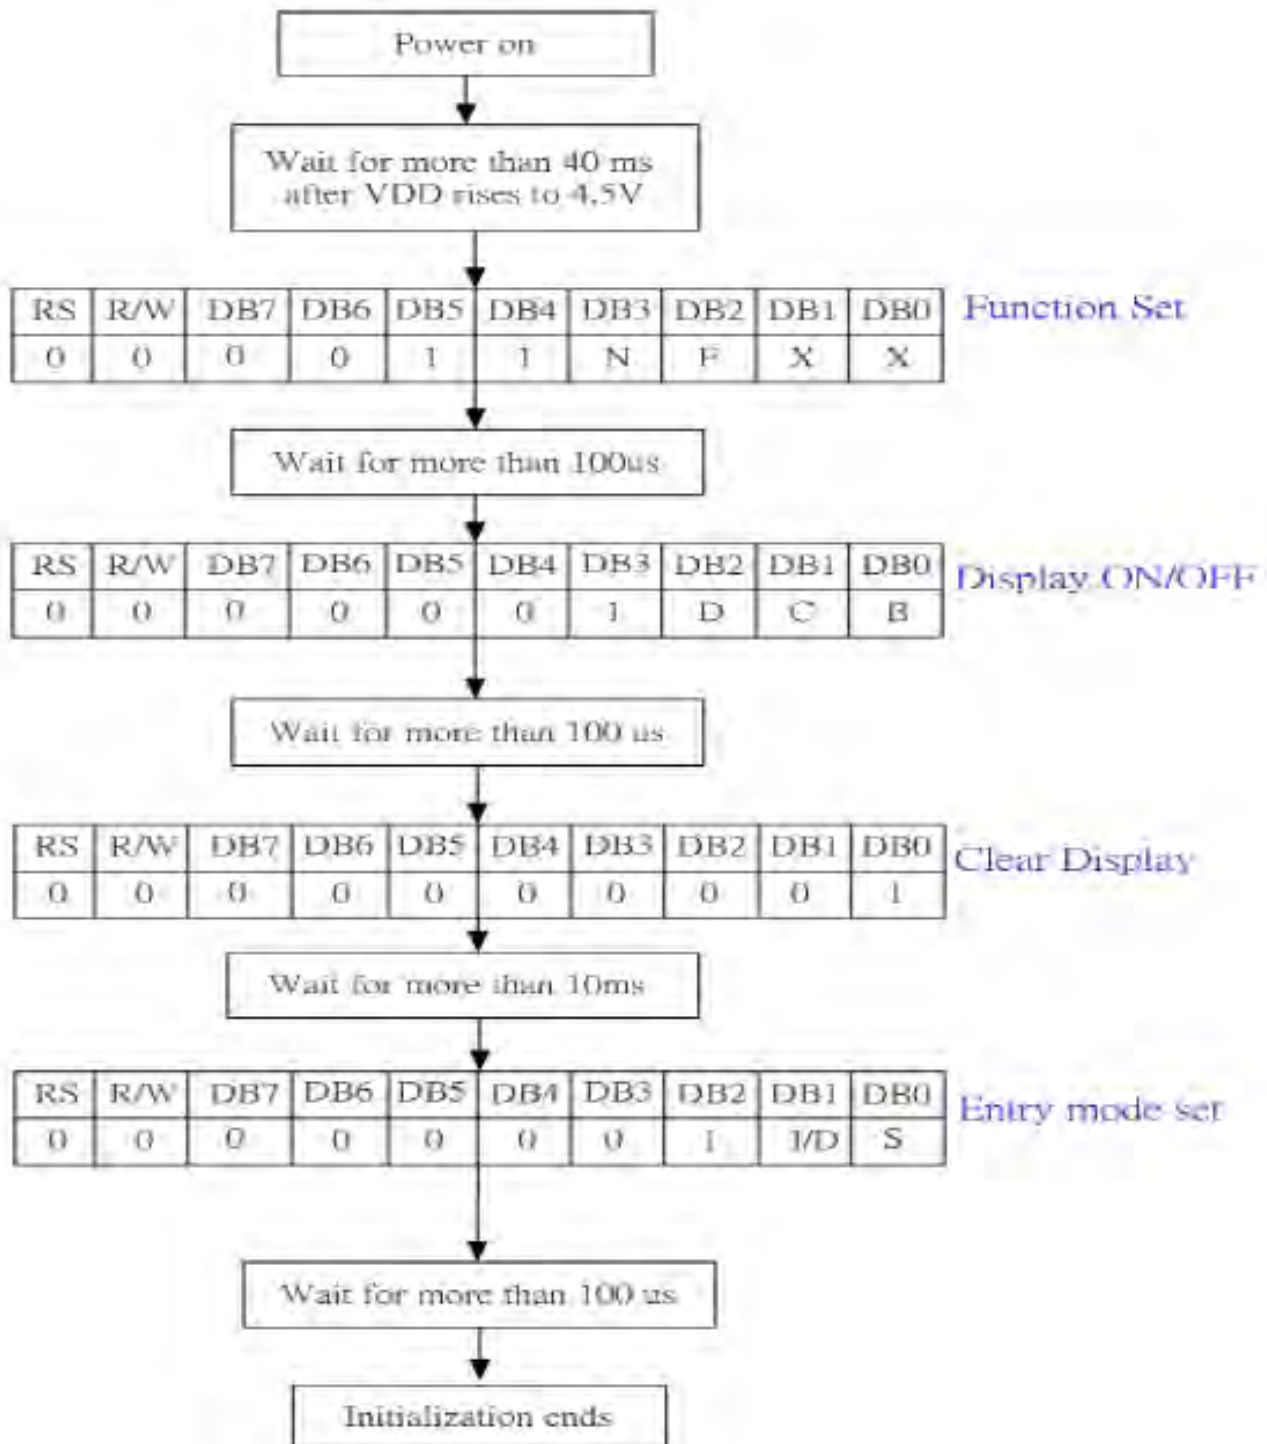 Power on
Wait for more than 40 ms
after VDD rises to 4.5V
RS R/W DB7 DB6 DB5 DB4 DB3 DB2 DB1 DB0 Function Set
0 0 0 0 1 1 N F X X
Wait for more than 100us
RS R/W DB7 DB6 DB5 DB4 DB3 DB2 DB1 DB0 Display ON/OFF
0 0 0 0 0 0 1 D C B
Wait for more than 100 us
RS R/W DB7 DB6 DB5 DB4 DB3 DB2 DB1 DB0 Clear Display
0 0 0 0 0 0 0 0 0 1
Wait for more than 10ms
RS R/W DB7 DB6 DB5 DB4 DB3 DB2 DB1 DB0 Entry mode set
0 0 0 0 0 0 0 1 I/D S
Wait for more than 100 us
Initialization ends